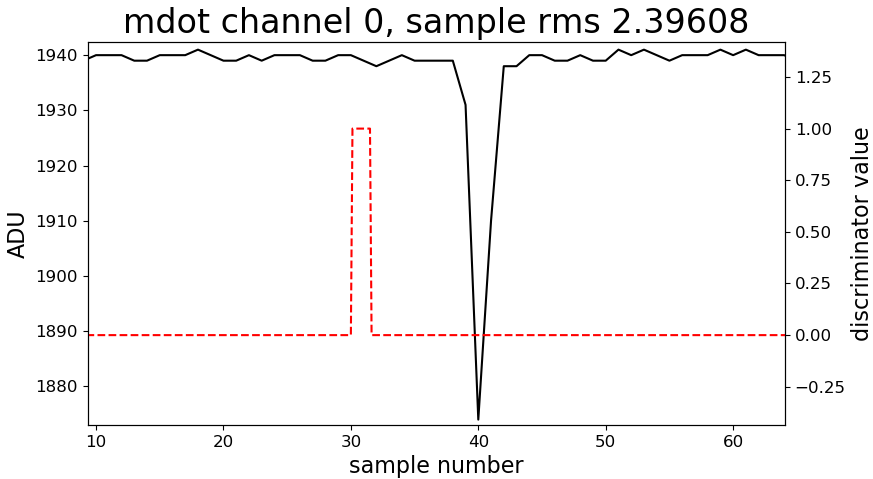 mdot channel 0, sample rms 2.39608
1940
1930
1920
1910
1900
1890
1880
ADU
1.25
1.00
0.75
0.50
0.25
0.00
−0.25
discriminator value
10 20 30 40 50 60
sample number